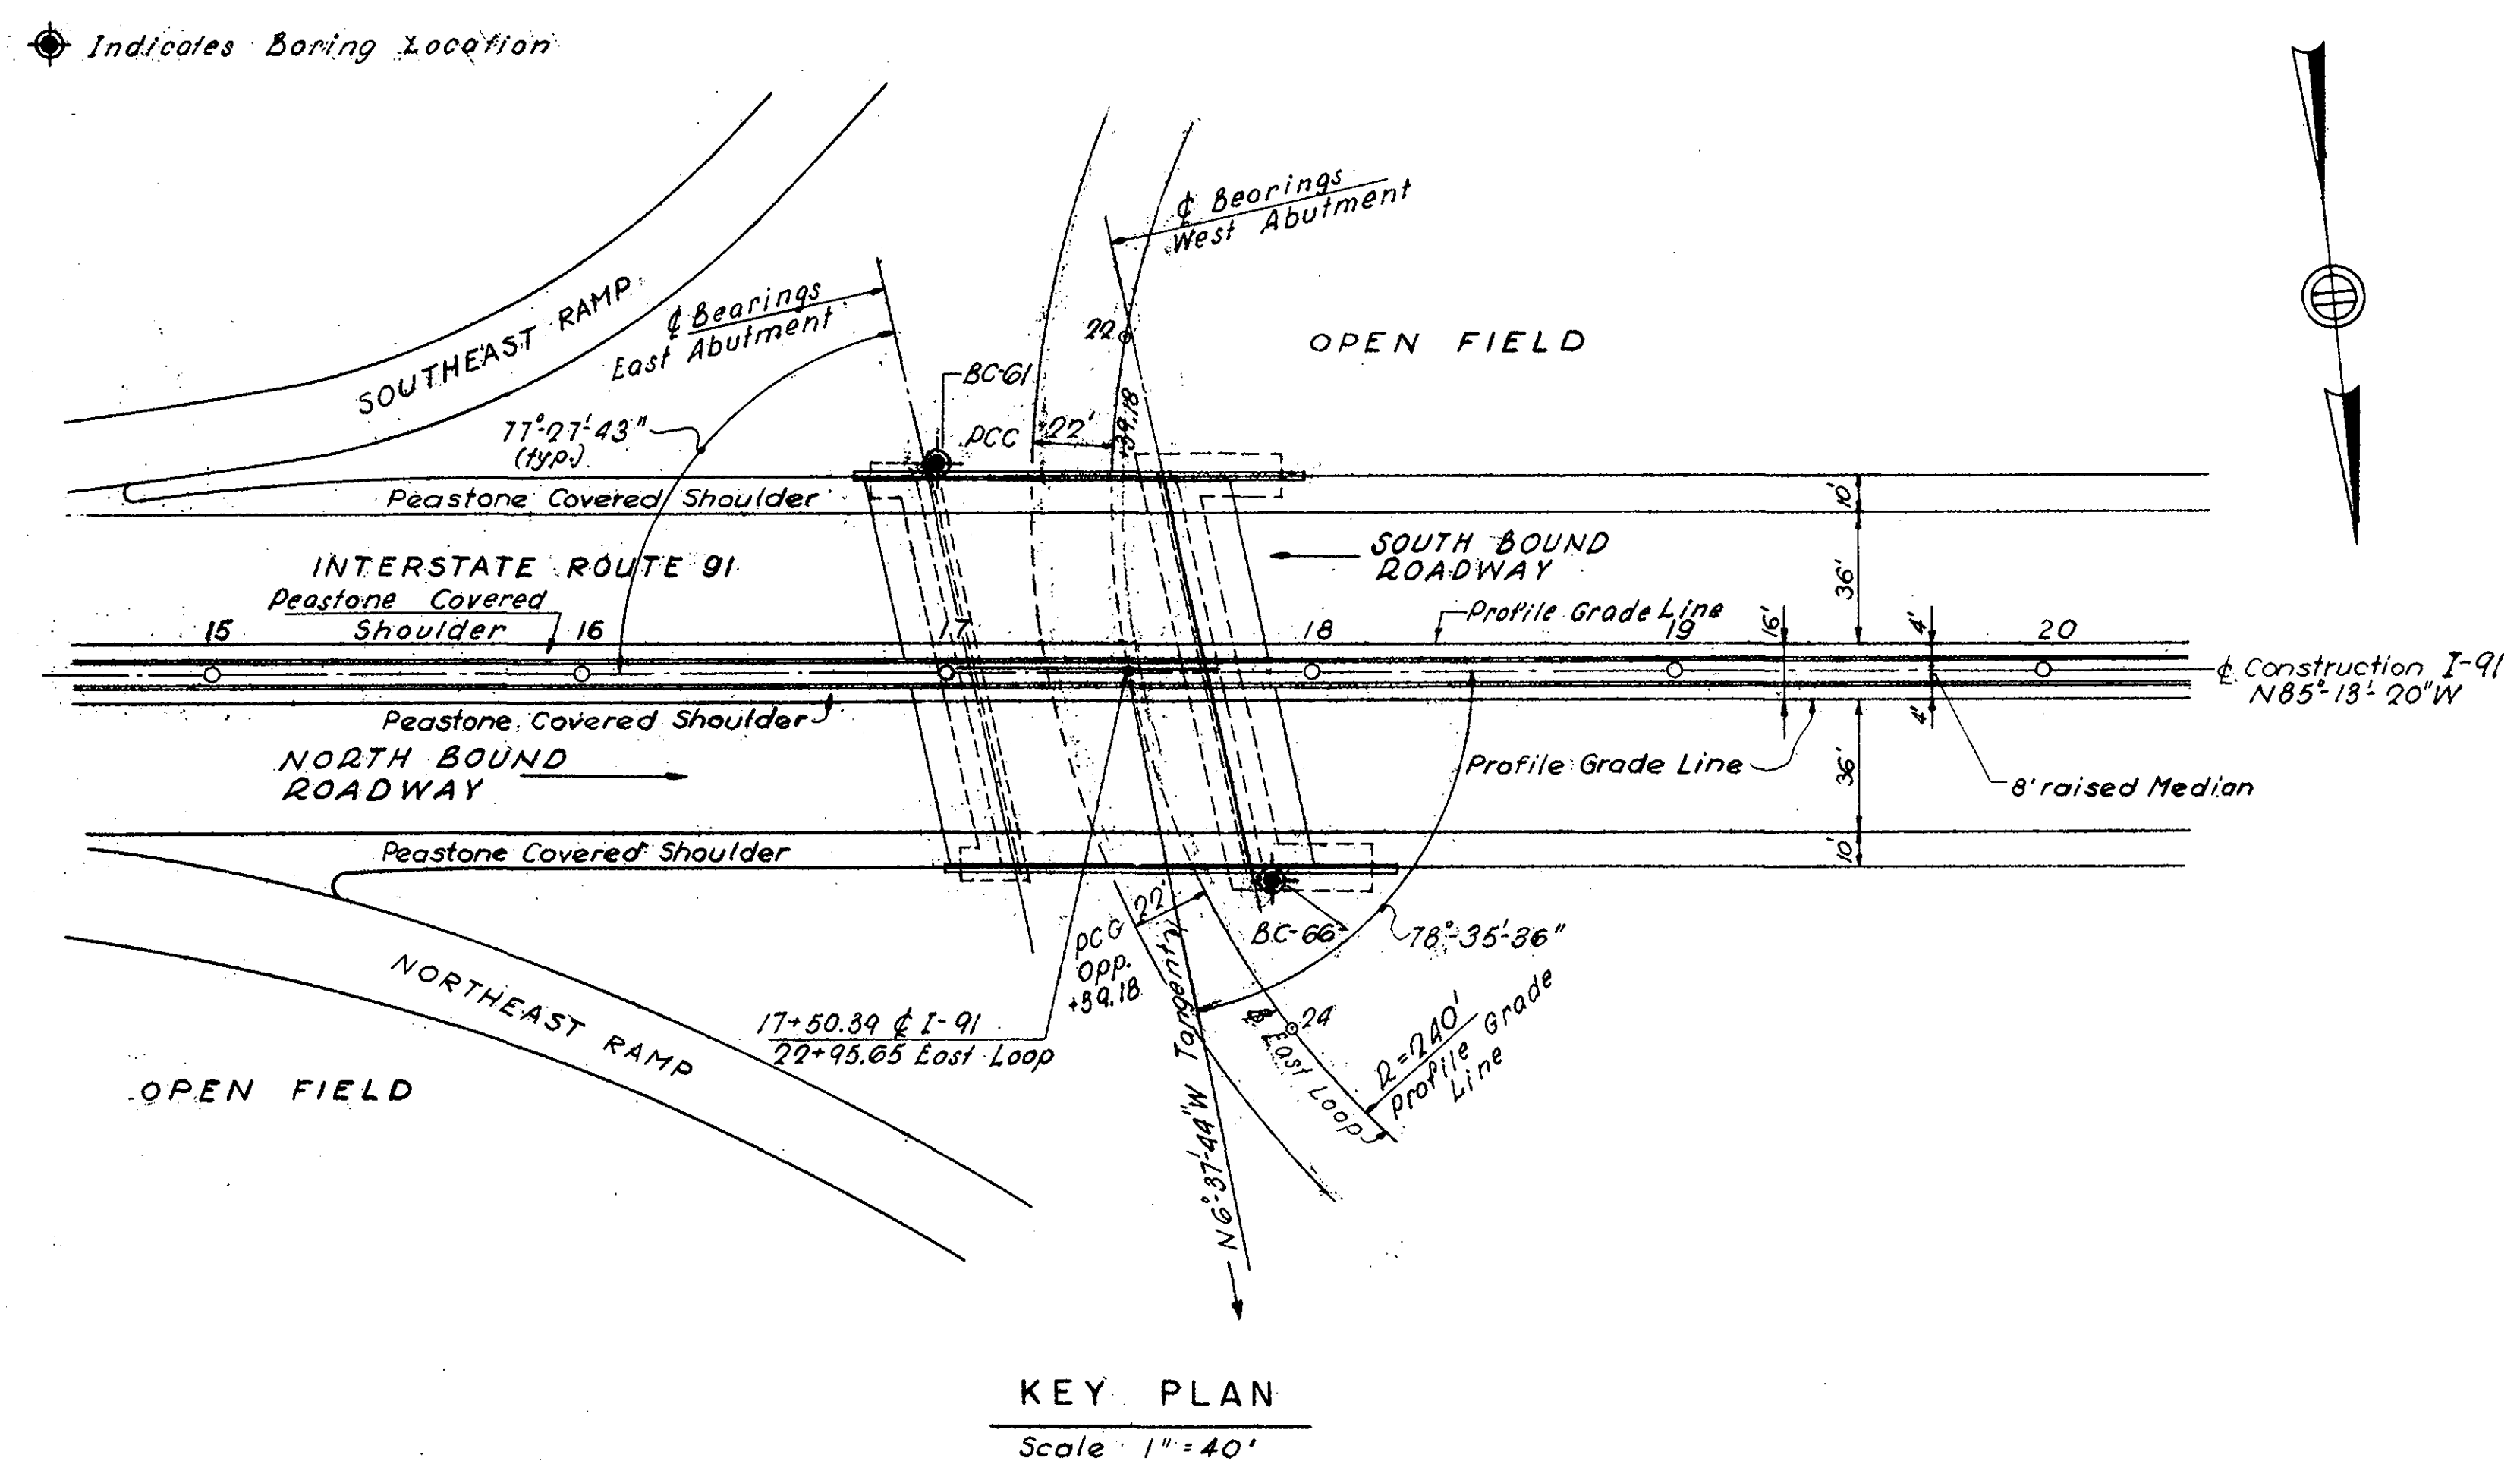 Indicates Boring Location
℄ Bearings
West Abutment
℄ Bearings
East Abutment
SOUTHEAST RAMP
22
OPEN FIELD
BC-61
77°-27'-43"
(typ.)
PCC
22'
+39.18
Peastone Covered Shoulder
10'
INTERSTATE ROUTE 91
SOUTH BOUND
ROADWAY
36'
Peastone Covered
Shoulder
Profile Grade Line
15
16
17
18
19
20
16'
4'
℄ Construction I-91
N85°-13'-20"W
4'
Peastone Covered Shoulder
NORTH BOUND
ROADWAY
Profile Grade Line
36'
8' raised Median
Peastone Covered Shoulder
10'
22'
PCC
Opp.
+39.18
BC-66
78°-35'-36"
NORTHEAST RAMP
17+50.39 ℄ I-91
22+95.65 East Loop
24
East Loop
R=240'
Profile Grade
Line
N6°-37'-44"W Tangent
OPEN FIELD
KEY PLAN
Scale 1"=40'